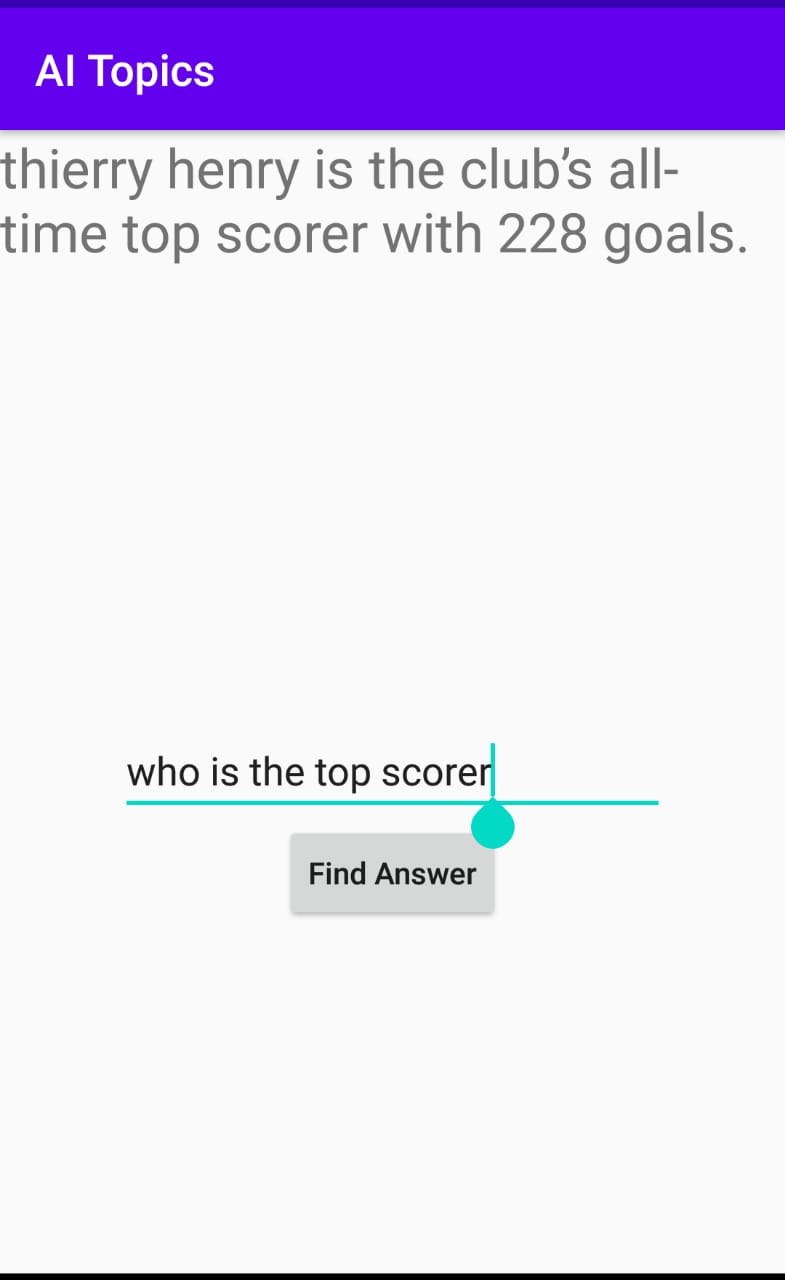 AI Topics
thierry henry is the club’s all-
time top scorer with 228 goals.
who is the top scorer
Find Answer